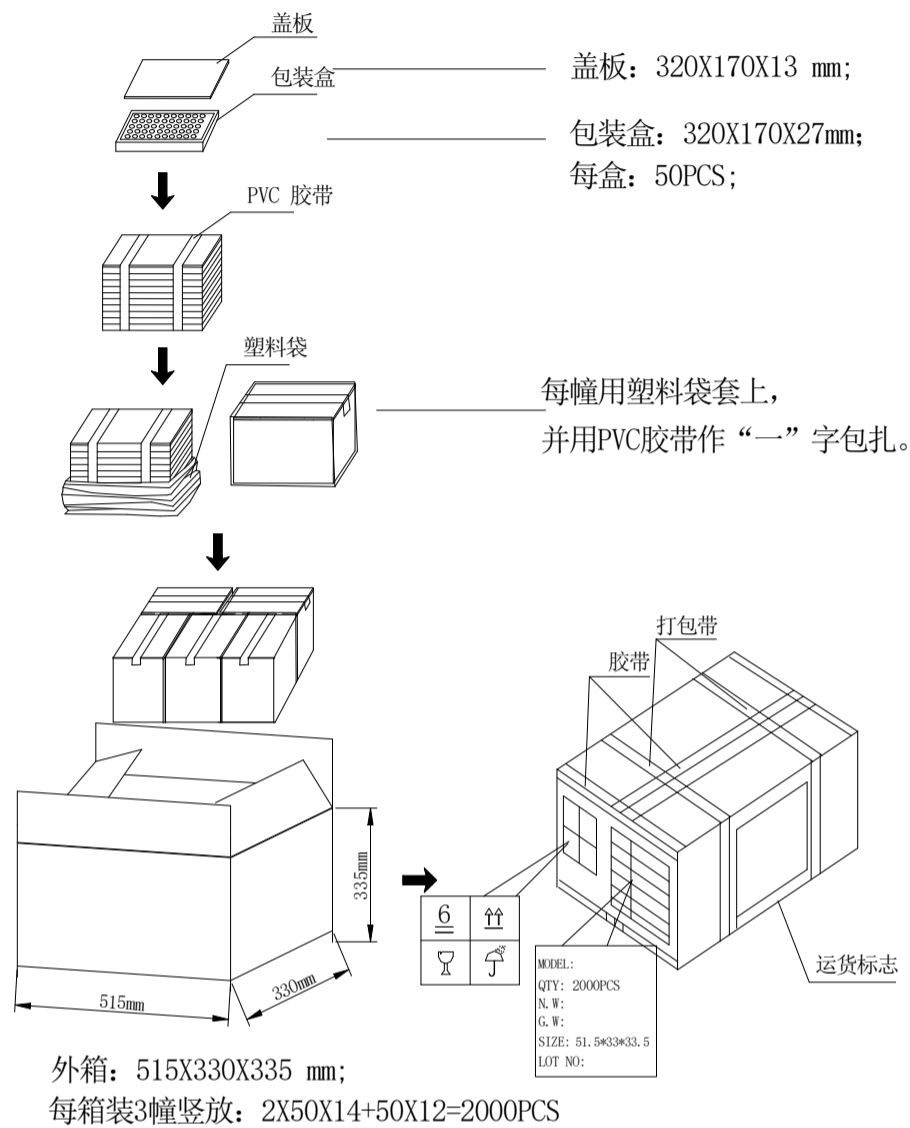 盖板
包装盒
盖板：320X170X13 mm;
包装盒：320X170X27mm;
每盒：50PCS;
PVC 胶带
塑料袋
每幢用塑料袋套上，
并用PVC胶带作“一”字包扎。
打包带
胶带
335mm
330mm
515mm
6
MODEL:
QTY: 2000PCS
N.W:
G.W:
SIZE: 51.5*33*33.5
LOT NO:
运货标志
外箱：515X330X335 mm;
每箱装3幢竖放：2X50X14+50X12=2000PCS